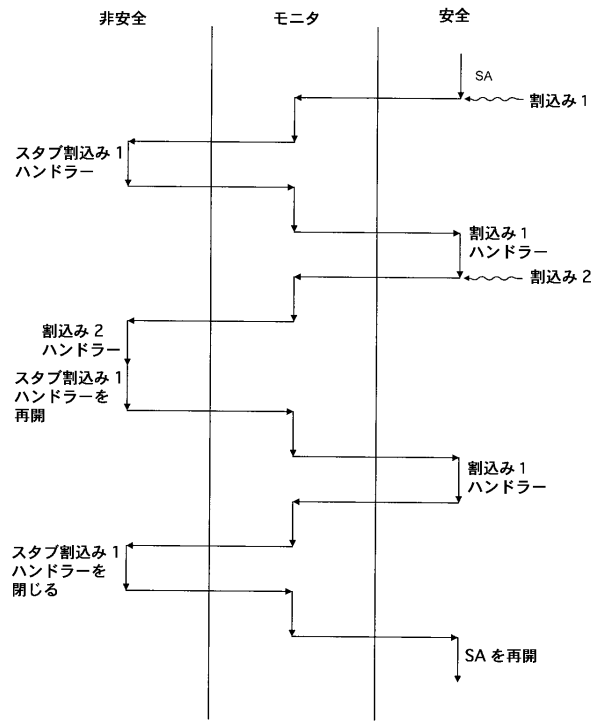 非安全
モニタ
安全
SA
割込み 1
スタブ割込み 1
ハンドラー
割込み 1
ハンドラー
割込み 2
割込み 2
ハンドラー
スタブ割込み 1
ハンドラーを
再開
割込み 1
ハンドラー
スタブ割込み 1
ハンドラーを
閉じる
SA を再開